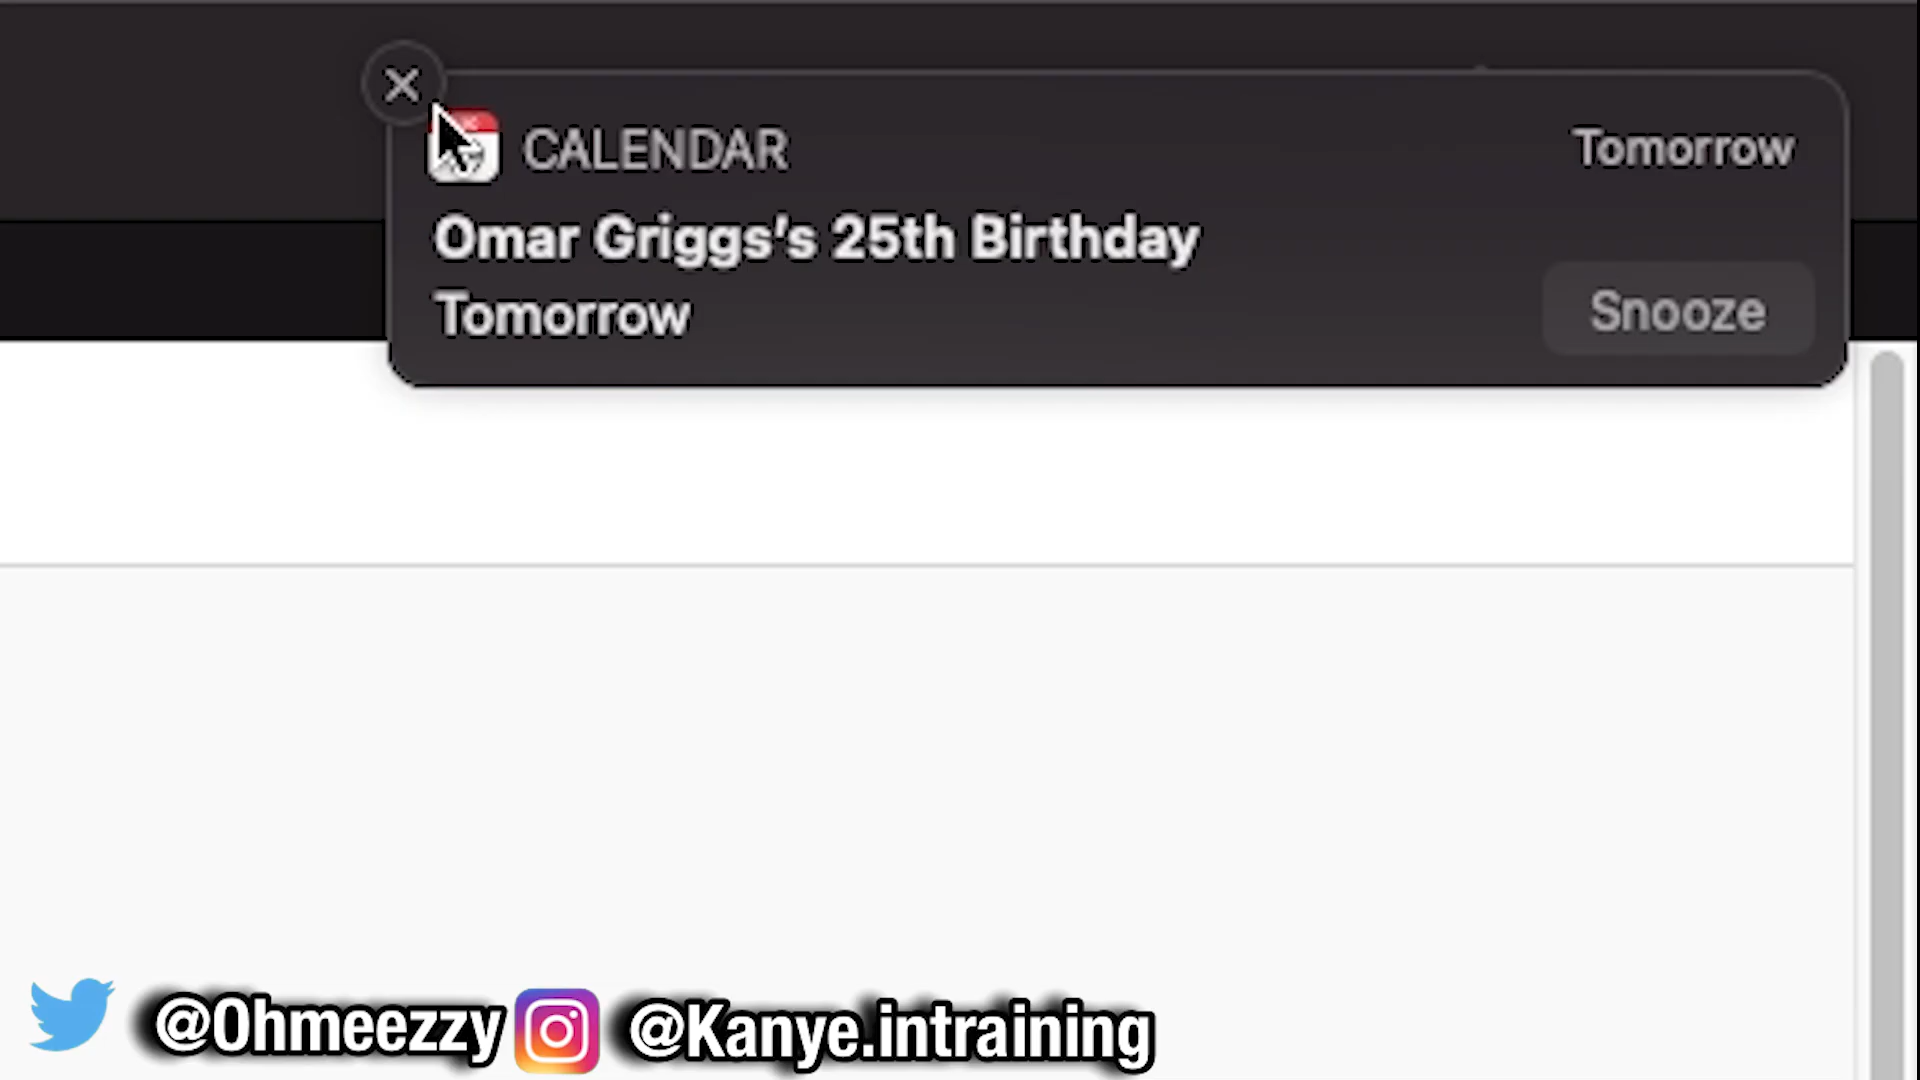 CALENDAR
Tomorrow
Omar Griggs’s 25th Birthday
Tomorrow
Snooze
@Ohmeezzy @Kanye.intraining